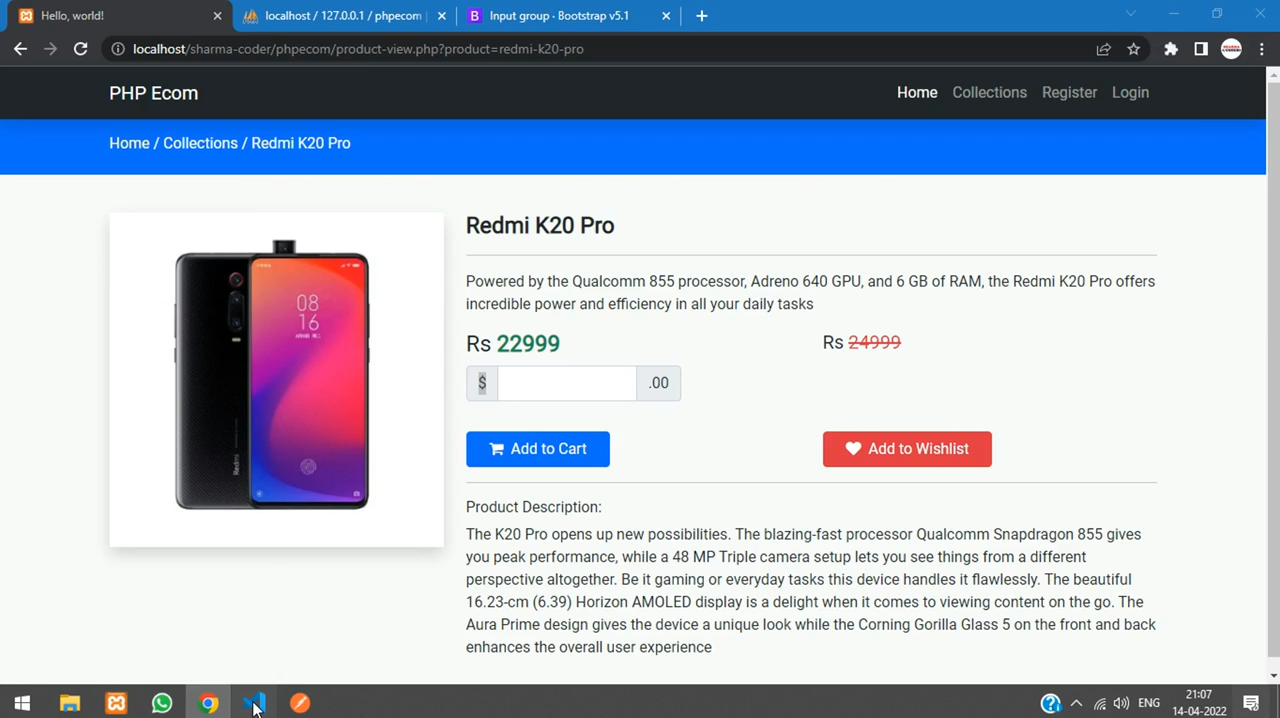 Hello, world!
localhost / 127.0.0.1 / phpecom
B Input group · Bootstrap v5.1
localhost/sharma-coder/phpecom/product-view.php?product=redmi-k20-pro
PHP Ecom
Home Collections Register Login
Home / Collections / Redmi K20 Pro
Redmi K20 Pro
Powered by the Qualcomm 855 processor, Adreno 640 GPU, and 6 GB of RAM, the Redmi K20 Pro offers
incredible power and efficiency in all your daily tasks
Rs 22999 Rs 24999
$ .00
Add to Cart Add to Wishlist
Product Description:
The K20 Pro opens up new possibilities. The blazing-fast processor Qualcomm Snapdragon 855 gives
you peak performance, while a 48 MP Triple camera setup lets you see things from a different
perspective altogether. Be it gaming or everyday tasks this device handles it flawlessly. The beautiful
16.23-cm (6.39) Horizon AMOLED display is a delight when it comes to viewing content on the go. The
Aura Prime design gives the device a unique look while the Corning Gorilla Glass 5 on the front and back
enhances the overall user experience
08
16
Redmi
ENG
21:07
14-04-2022